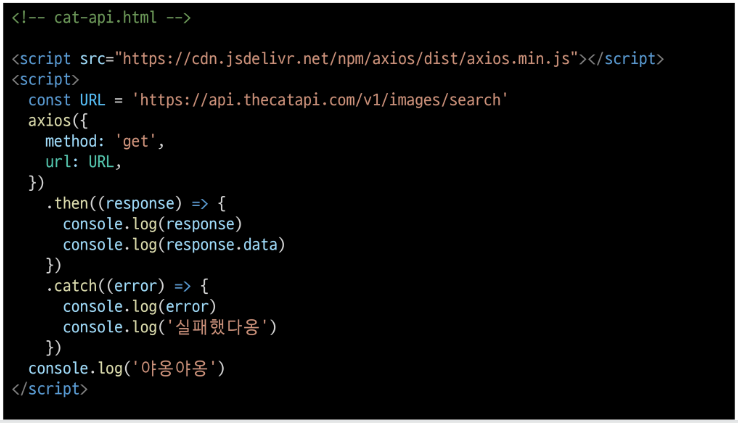 <!-- cat-api.html -->
<script src="https://cdn.jsdelivr.net/npm/axios/dist/axios.min.js"></script>
<script>
  const URL = 'https://api.thecatapi.com/v1/images/search'
  axios({
    method: 'get',
    url: URL,
  })
    .then((response) => {
      console.log(response)
      console.log(response.data)
    })
    .catch((error) => {
      console.log(error)
      console.log('실패했다옹')
    })
  console.log('야옹야옹')
</script>